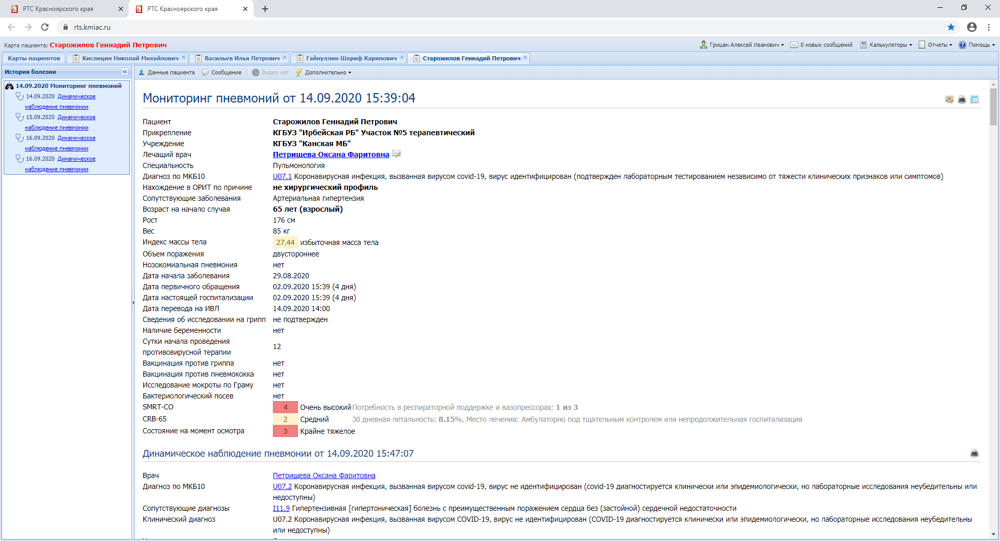 РТС Красноярского края
РТС Красноярского края
rts.kmiac.ru
Карта пациента: Старожилов Геннадий Петрович
Грицан Алексей Иванович
0 новых сообщений
Калькуляторы
Отчеты
Помощь
Карты пациентов
Кислицин Николай Михайлович
Васильев Илья Петрович
Гайнуллин Шариф Карипович
Старожилов Геннадий Петрович
История болезни
Данные пациента
Сообщение
Видео чат
Дополнительно
14.09.2020 Мониторинг пневмоний
14.09.2020 Динамическое
наблюдение пневмонии
15.09.2020 Динамическое
наблюдение пневмонии
16.09.2020 Динамическое
наблюдение пневмонии
16.09.2020 Динамическое
наблюдение пневмонии
Мониторинг пневмоний от 14.09.2020 15:39:04
Пациент Старожилов Геннадий Петрович
Прикрепление КГБУЗ "Ирбейская РБ" Участок №5 терапевтический
Учреждение КГБУЗ "Канская МБ"
Лечащий врач Петрищева Оксана Фаритовна
Специальность Пульмонология
Диагноз по МКБ10 U07.1 Коронавирусная инфекция, вызванная вирусом covid-19, вирус идентифицирован (подтвержден лабораторным тестированием независимо от тяжести клинических признаков или симптомов)
Нахождение в ОРИТ по причине не хирургический профиль
Сопутствующие заболевания Артериальная гипертензия
Возраст на начало случая 65 лет (взрослый)
Рост 176 см
Вес 85 кг
Индекс массы тела 27.44 избыточная масса тела
Объем поражения двустороннее
Нозокомиальная пневмония нет
Дата начала заболевания 29.08.2020
Дата первичного обращения 02.09.2020 15:39 (4 дня)
Дата настоящей госпитализации 02.09.2020 15:39 (4 дня)
Дата перевода на ИВЛ 14.09.2020 14:00
Сведения об исследовании на грипп не подтвержден
Наличие беременности нет
Сутки начала проведения
противовирусной терапии 12
Вакцинация против гриппа нет
Вакцинация против пневмококка нет
Исследование мокроты по Граму нет
Бактериологический посев нет
SMRT-CO 4 Очень высокий Потребность в респираторной поддержке и вазопрессорах: 1 из 3
CRB-65 2 Средний 30 дневная летальность: 8.15%, Место лечения: Амбулаторно под тщательным контролем или непродолжительная госпитализация
Состояние на момент осмотра 3 Крайне тяжелое
Динамическое наблюдение пневмонии от 14.09.2020 15:47:07
Врач Петрищева Оксана Фаритовна
Диагноз по МКБ10 U07.2 Коронавирусная инфекция, вызванная вирусом covid-19, вирус не идентифицирован (covid-19 диагностируется клинически или эпидемиологически, но лабораторные исследования неубедительны или
недоступны)
Сопутствующие диагнозы I11.9 Гипертензивная [гипертоническая] болезнь с преимущественным поражением сердца без (застойной) сердечной недостаточности
Клинический диагноз U07.2 Коронавирусная инфекция, вызванная вирусом COVID-19, вирус не идентифицирован (COVID-19 диагностируется клинически или эпидемиологически, но лабораторные исследования неубедительны
или недоступны)